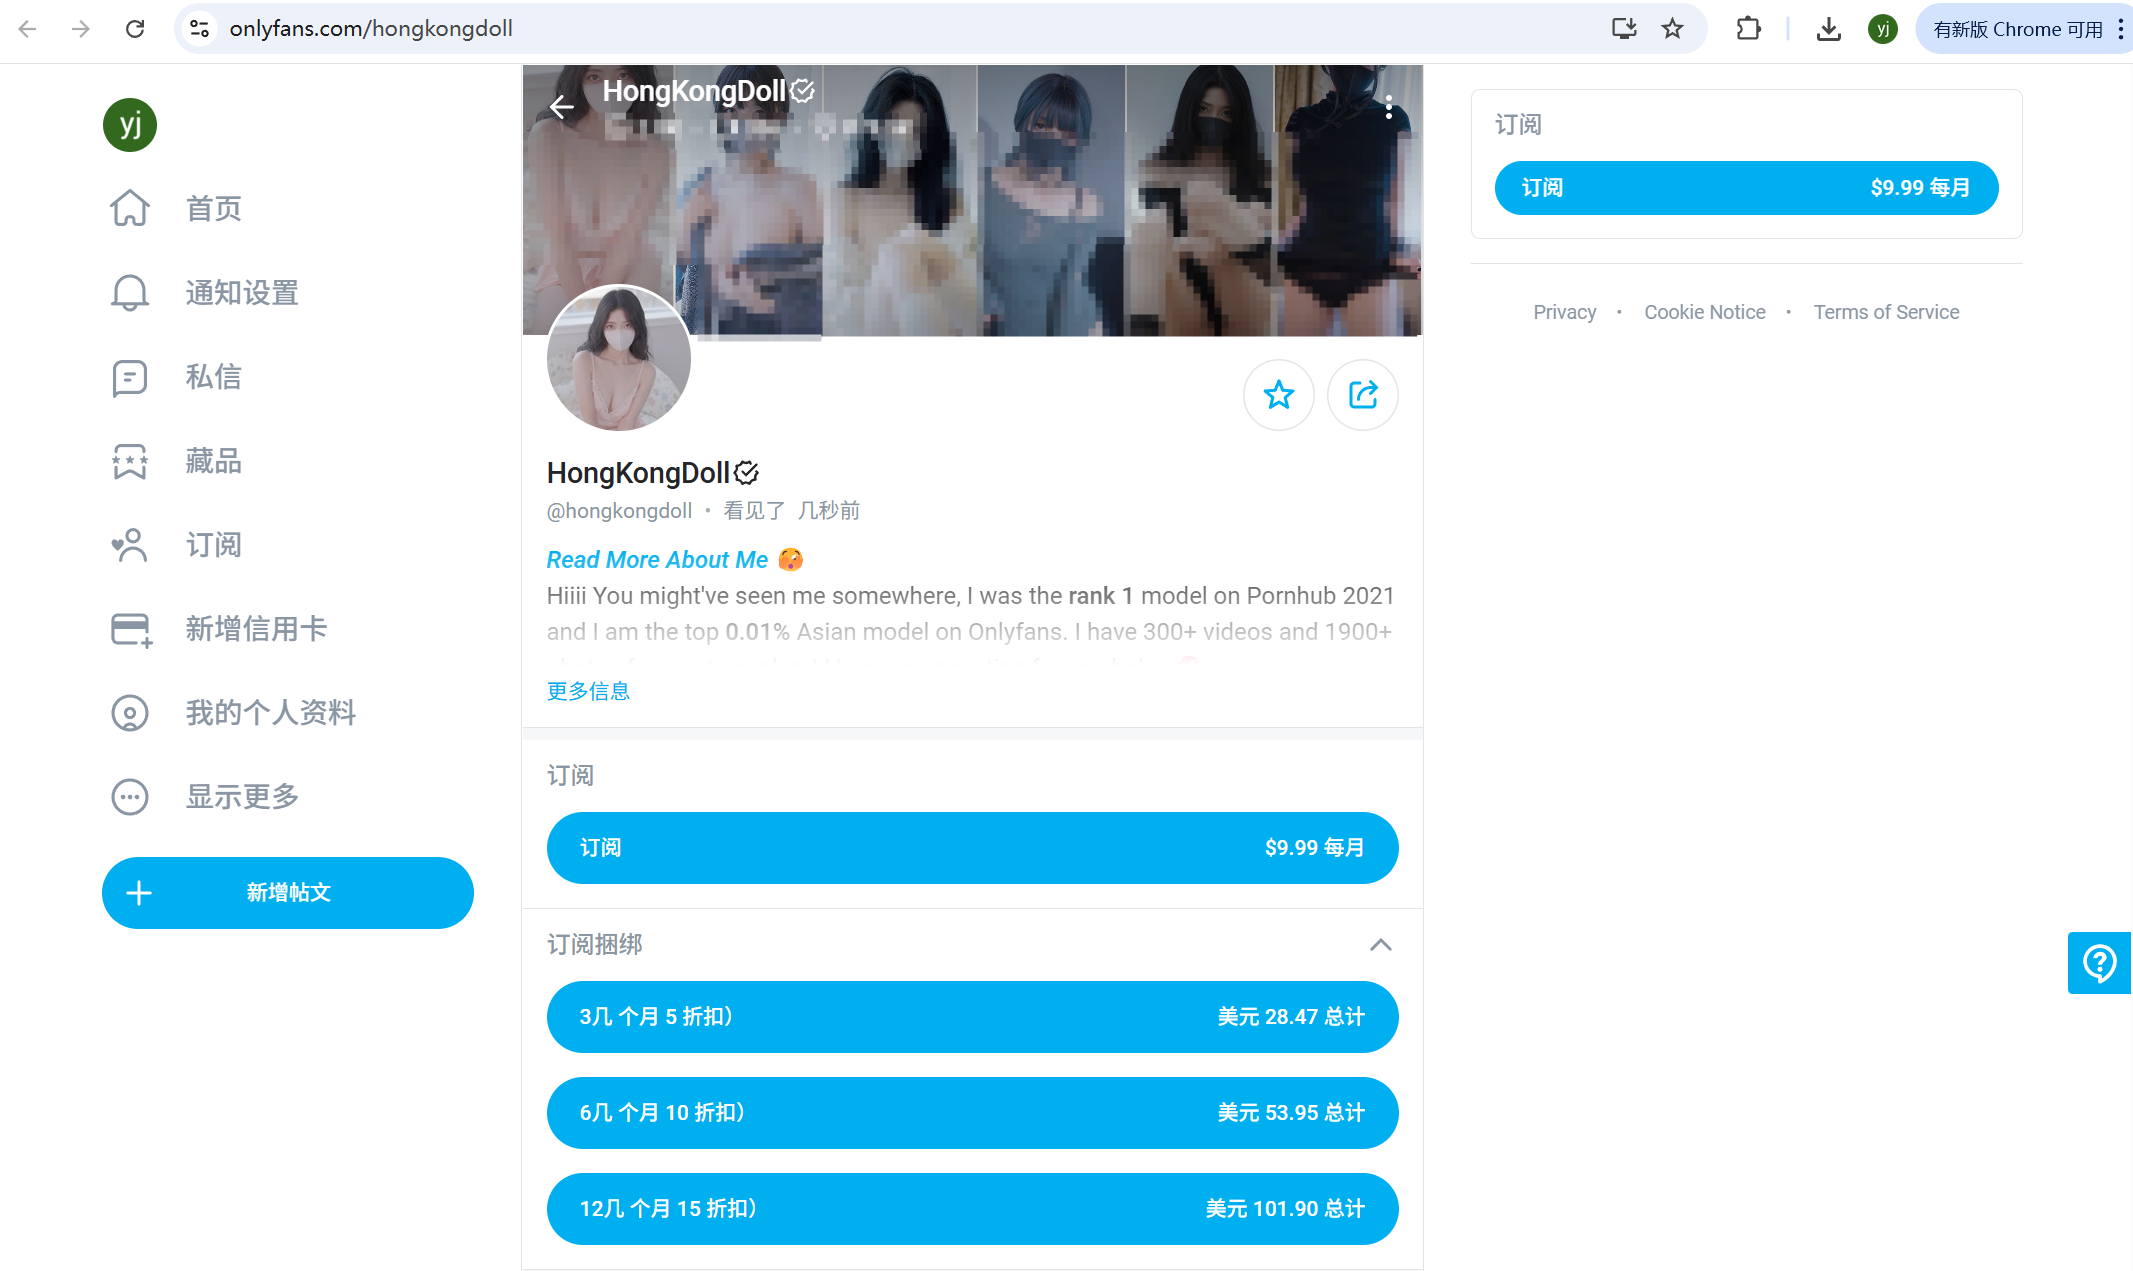 onlyfans.com/hongkongdoll
yj
有新版 Chrome 可用
yj
首页
通知设置
私信
藏品
订阅
新增信用卡
我的个人资料
显示更多
新增帖文
HongKongDoll
HongKongDoll
@hongkongdoll • 看见了 几秒前
Read More About Me
Hiiii You might've seen me somewhere, I was the rank 1 model on Pornhub 2021
and I am the top 0.01% Asian model on Onlyfans. I have 300+ videos and 1900+
更多信息
订阅
订阅 $9.99 每月
订阅捆绑
3几 个月 5 折扣） 美元 28.47 总计
6几 个月 10 折扣） 美元 53.95 总计
12几 个月 15 折扣） 美元 101.90 总计
订阅
订阅 $9.99 每月
Privacy • Cookie Notice • Terms of Service